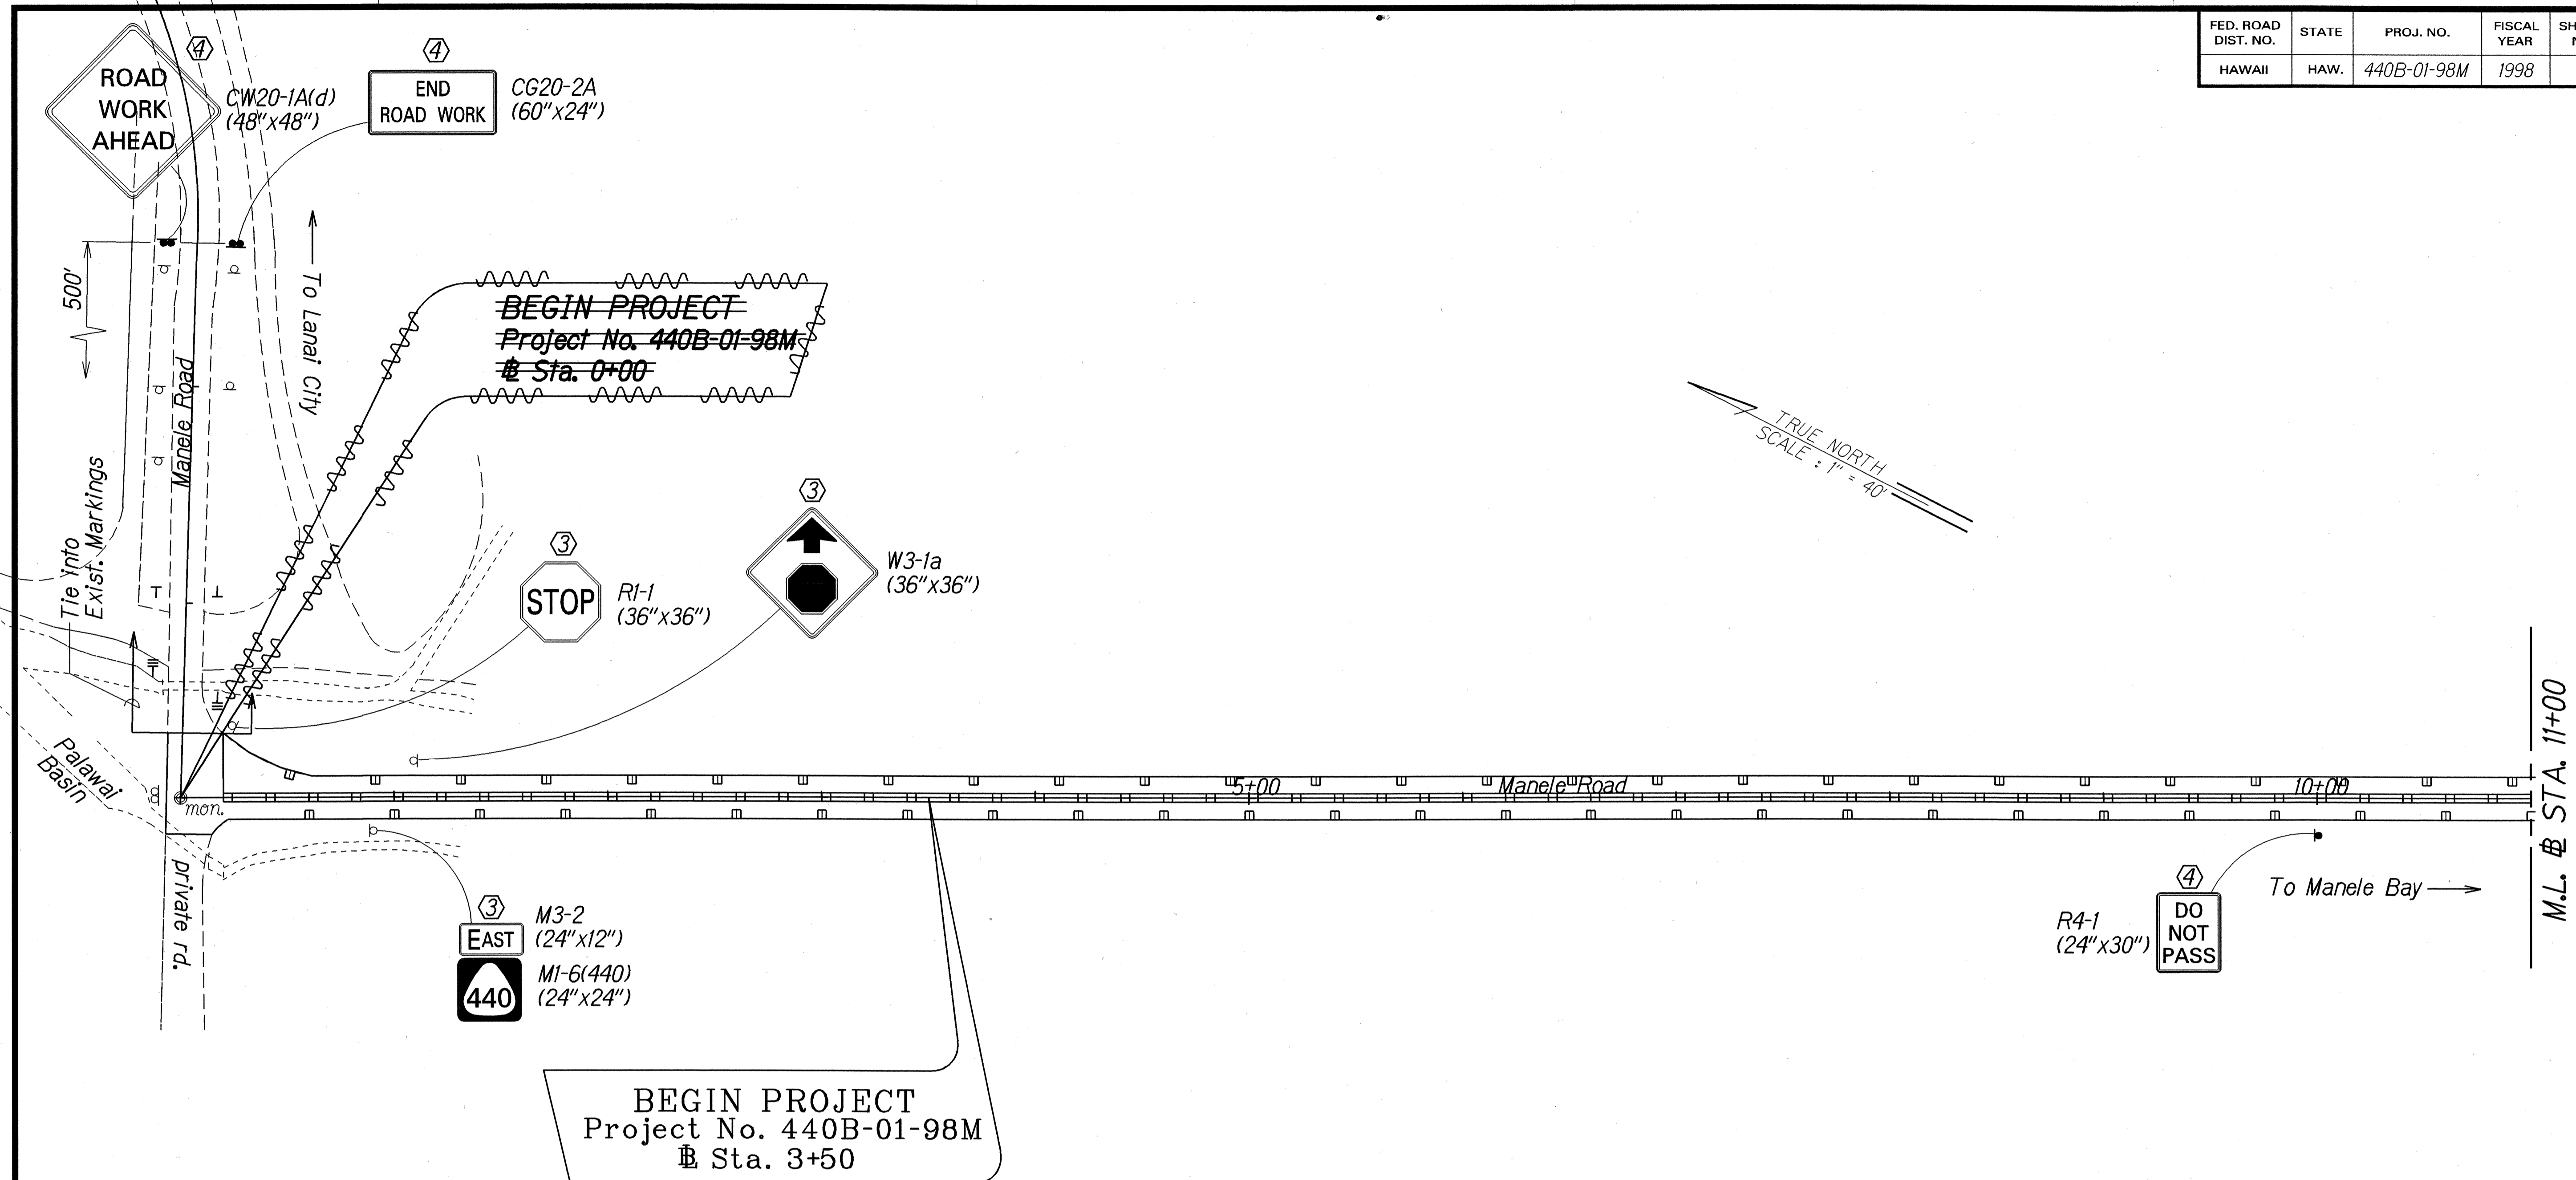 FED. ROAD DIST. NO.
STATE
PROJ. NO.
FISCAL YEAR
HAWAII
HAW.
440B-01-98M
1998
4
ROAD
WORK
AHEAD
CW20-1A(d)
(48"x48")
4
END
ROAD WORK
CG20-2A
(60"x24")
500'
Manele Road
To Lanai City
BEGIN PROJECT
Project No. 440B-01-98M
BL Sta. 0+00
TRUE NORTH
SCALE : 1" = 40'
Tie into
Exist. Markings
3
STOP
R1-1
(36"x36")
3
W3-1a
(36"x36")
Palawai
Basin
mon.
private rd.
5+00
Manele Road
10+00
M.L. BL STA. 11+00
3
EAST
M3-2
(24"x12")
440
M1-6(440)
(24"x24")
4
DO
NOT
PASS
R4-1
(24"x30")
To Manele Bay
BEGIN PROJECT
Project No. 440B-01-98M
BL Sta. 3+50